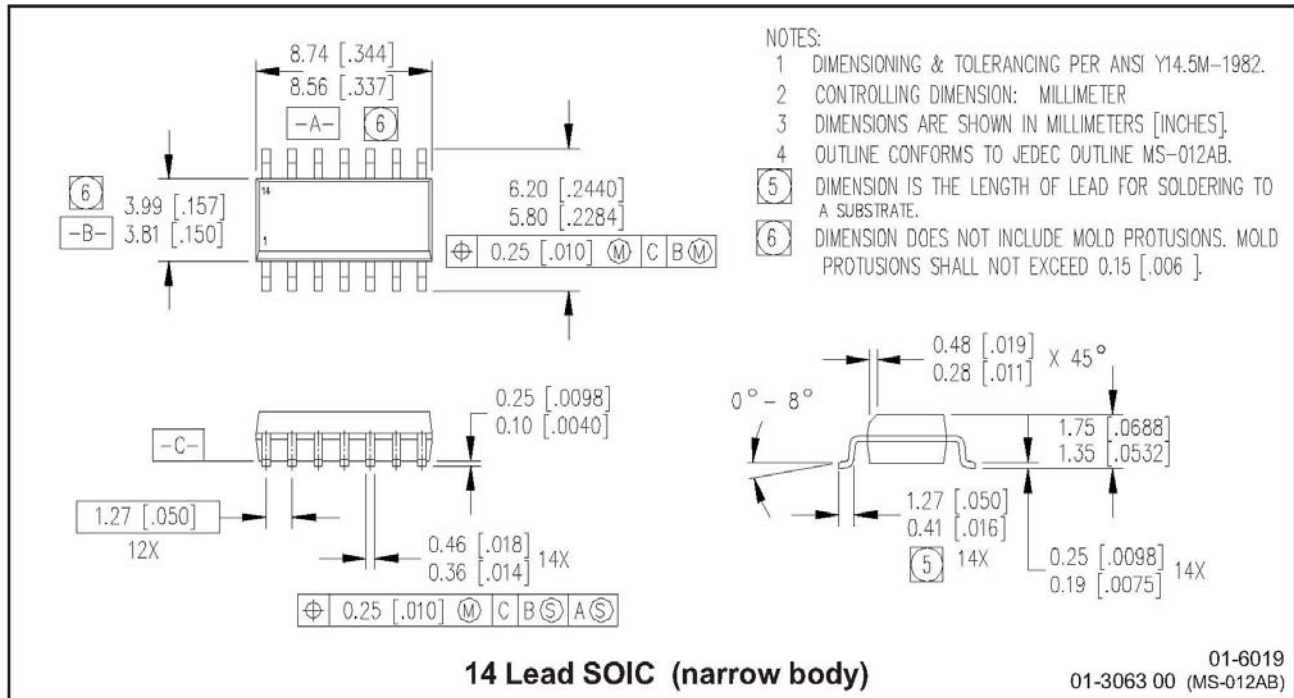 8.74 [.344]
8.56 [.337]
-A-
6
6
3.99 [.157]
3.81 [.150]
-B-
14
1
6.20 [.2440]
5.80 [.2284]
⌖ 0.25 [.010] Ⓜ C B Ⓜ
NOTES:
1 DIMENSIONING & TOLERANCING PER ANSI Y14.5M-1982.
2 CONTROLLING DIMENSION: MILLIMETER
3 DIMENSIONS ARE SHOWN IN MILLIMETERS [INCHES].
4 OUTLINE CONFORMS TO JEDEC OUTLINE MS-012AB.
5 DIMENSION IS THE LENGTH OF LEAD FOR SOLDERING TO
A SUBSTRATE.
6 DIMENSION DOES NOT INCLUDE MOLD PROTUSIONS. MOLD
PROTUSIONS SHALL NOT EXCEED 0.15 [.006 ].
-C-
0.25 [.0098]
0.10 [.0040]
1.27 [.050]
12X
0.46 [.018]
0.36 [.014]
14X
⌖ 0.25 [.010] Ⓜ C B Ⓢ A Ⓢ
0.48 [.019]
0.28 [.011]
X 45°
0° - 8°
1.75 [.0688]
1.35 [.0532]
1.27 [.050]
0.41 [.016]
5 14X
0.25 [.0098]
0.19 [.0075]
14X
14 Lead SOIC (narrow body)
01-6019
01-3063 00 (MS-012AB)